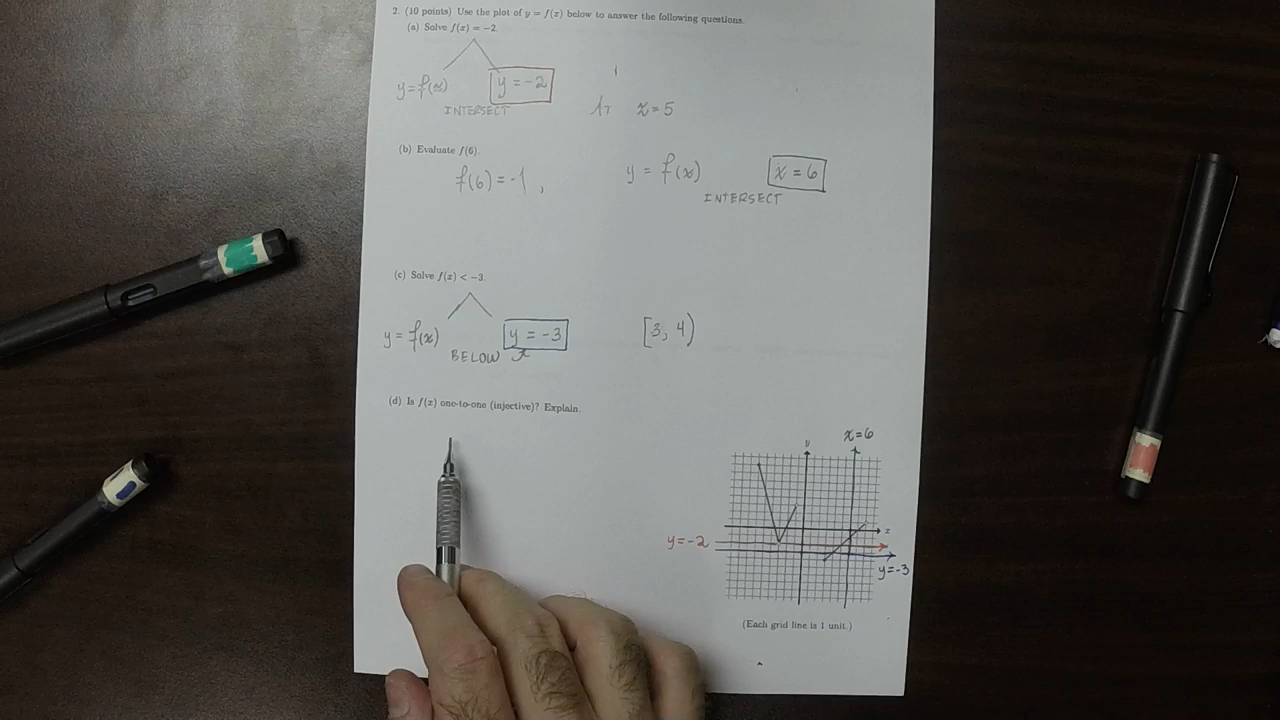 2. (10 points) Use the plot of y = f(x) below to answer the following questions.
(a) Solve f(x) = −2.
y = f(x) y = −2
INTERSECT AT x = 5
(b) Evaluate f(6).
f(6) = −1 , y = f(x) x = 6
INTERSECT
(c) Solve f(x) < −3.
y = f(x) y = −3 [3, 4)
BELOW
(d) Is f(x) one-to-one (injective)? Explain.
x=6
y
x
y=−2
y=−3
(Each grid line is 1 unit.)